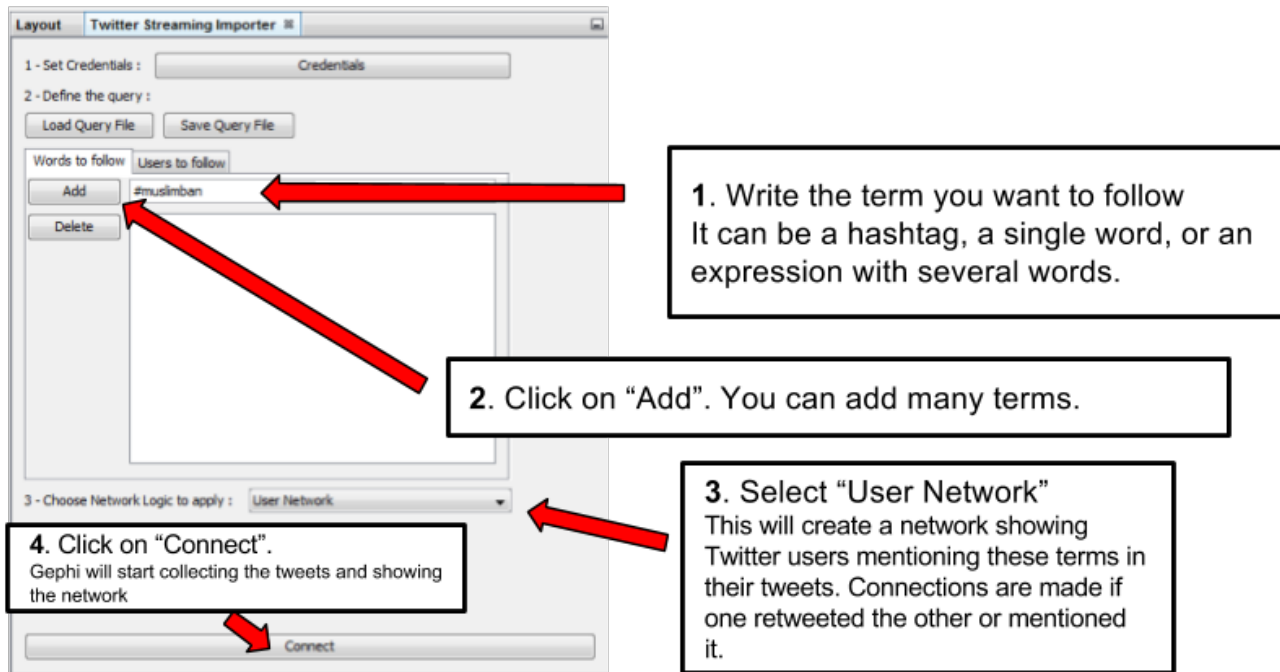 Layout
Twitter Streaming Importer
1 - Set Credentials :
Credentials
2 - Define the query :
Load Query File
Save Query File
Words to follow
Users to follow
Add
#muslimban
Delete
1. Write the term you want to follow
It can be a hashtag, a single word, or an
expression with several words.
2. Click on “Add”. You can add many terms.
3 - Choose Network Logic to apply :
User Network
3. Select “User Network”
This will create a network showing
Twitter users mentioning these terms in
their tweets. Connections are made if
one retweeted the other or mentioned
it.
4. Click on “Connect”.
Gephi will start collecting the tweets and showing
the network
Connect